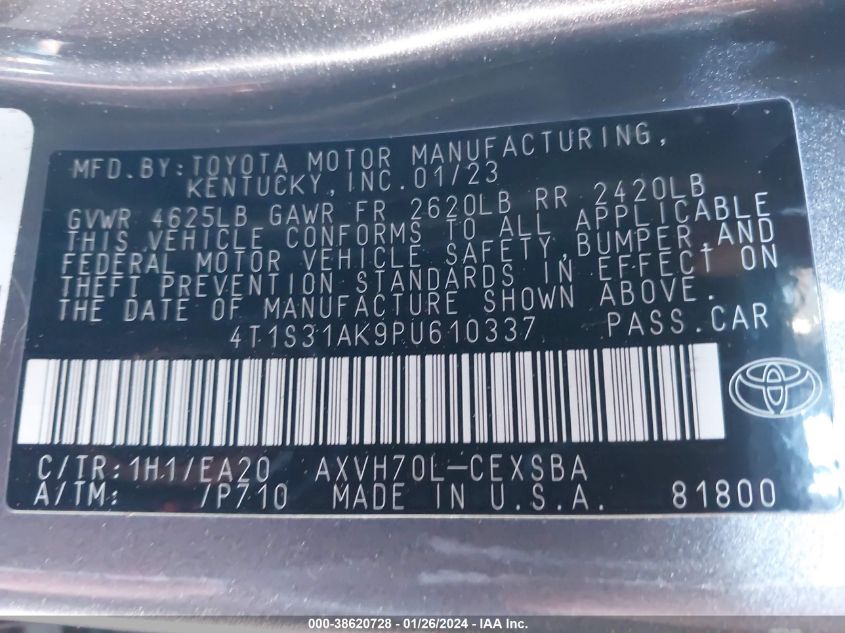 MFD.BY:TOYOTA MOTOR MANUFACTURING,
KENTUCKY,INC.01/23
GVWR 4625LB GAWR FR 2620LB RR 2420LB
THIS VEHICLE CONFORMS TO ALL APPLICABLE
FEDERAL MOTOR VEHICLE SAFETY,BUMPER,AND
THEFT PREVENTION STANDARDS IN EFFECT ON
THE DATE OF MANUFACTURE SHOWN ABOVE.
4T1S31AK9PU610337 PASS.CAR
C/TR:1H1/EA20 AXVH70L-CEXSBA
A/TM: /P710 MADE IN U.S.A. 81800
000-38620728 - 01/26/2024 - IAA Inc.